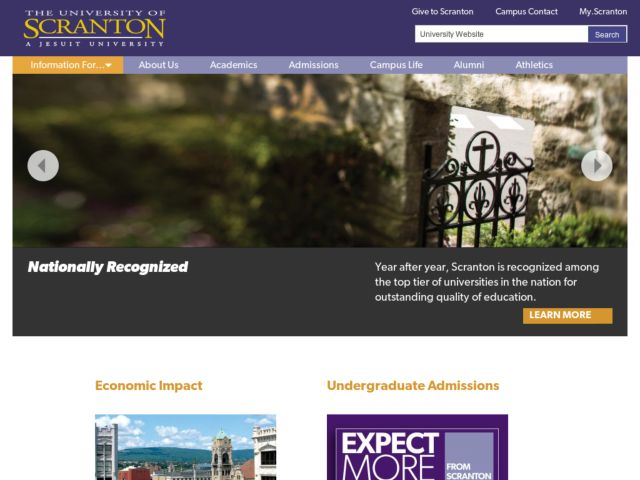 THE UNIVERSITY OF
SCRANTON
A JESUIT UNIVERSITY
Give to Scranton Campus Contact My.Scranton
University Website Search
Information For... About Us Academics Admissions Campus Life Alumni Athletics
Nationally Recognized
Year after year, Scranton is recognized among
the top tier of universities in the nation for
outstanding quality of education.
LEARN MORE
Economic Impact
Undergraduate Admissions
EXPECT
MORE
FROM
SCRANTON